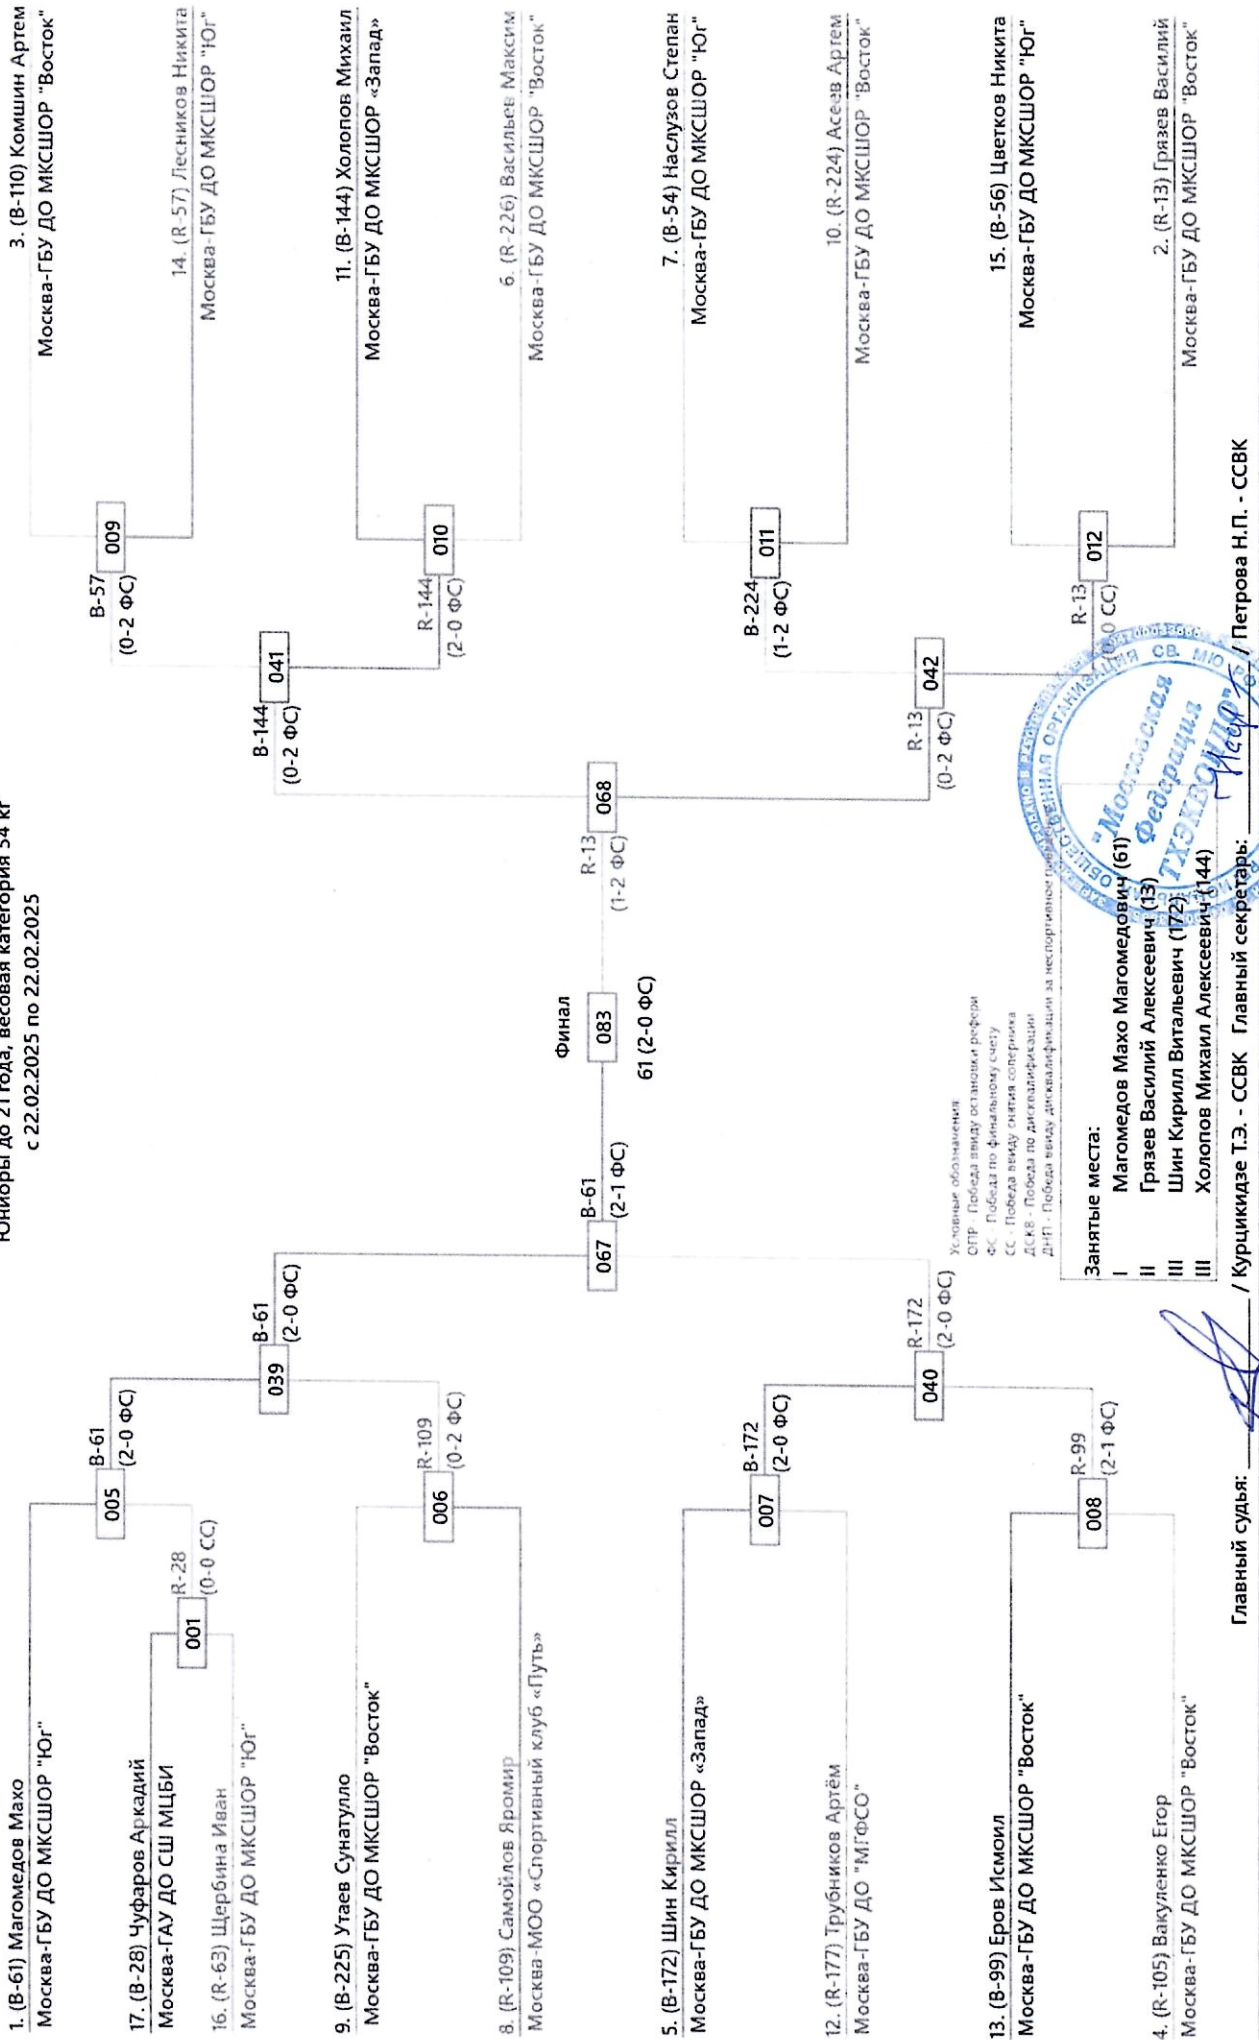 Юниоры до 21 года, весовая категория 54 кг
с 22.02.2025 по 22.02.2025
1. (B-61) Магомедов Махо
Москва-ГБУ ДО МКСШОР "Юг"
17. (B-28) Чуфаров Аркадий
Москва-ГАУ ДО СШ МЦБИ
16. (R-63) Щербина Иван
Москва-ГБУ ДО МКСШОР "Юг"
9. (B-225) Утаев Сунатулло
Москва-ГБУ ДО МКСШОР "Восток"
8. (R-109) Самойлов Яромир
Москва-МОО «Спортивный клуб «Путь»
5. (B-172) Шин Кирилл
Москва-ГБУ ДО МКСШОР «Запад»
12. (R-177) Трубников Артём
Москва-ГБУ ДО "МГФСО"
13. (B-99) Еров Исмоил
Москва-ГБУ ДО МКСШОР "Восток"
4. (R-105) Вакуленко Егор
Москва-ГБУ ДО МКСШОР "Восток"
001
R-28
(0-0 СС)
005
B-61
(2-0 ФС)
006
R-109
(0-2 ФС)
007
B-172
(2-0 ФС)
008
R-99
(2-1 ФС)
039
B-61
(2-0 ФС)
040
R-172
(2-0 ФС)
067
B-61
(2-1 ФС)
Финал
083
61 (2-0 ФС)
068
R-13
(1-2 ФС)
041
B-144
(0-2 ФС)
042
R-13
(0-2 ФС)
009
B-57
(0-2 ФС)
010
R-144
(2-0 ФС)
011
B-224
(1-2 ФС)
012
R-13
0 СС)
3. (B-110) Комшин Артем
Москва-ГБУ ДО МКСШОР "Восток"
14. (R-57) Лесников Никита
Москва-ГБУ ДО МКСШОР "Юг"
11. (B-144) Холопов Михаил
Москва-ГБУ ДО МКСШОР «Запад»
6. (R-226) Васильев Максим
Москва-ГБУ ДО МКСШОР "Восток"
7. (B-54) Наслузов Степан
Москва-ГБУ ДО МКСШОР "Юг"
10. (R-224) Асеев Артем
Москва-ГБУ ДО МКСШОР "Восток"
15. (B-56) Цветков Никита
Москва-ГБУ ДО МКСШОР "Юг"
2. (R-13) Грязев Василий
Москва-ГБУ ДО МКСШОР "Восток"
Условные обозначения:
ОПР - Победа ввиду остановки рефери
ФС - Победа по финальному счету
СС - Победа ввиду снятия соперника
ДСКВ - Победа по дисквалификации
ДНП - Победа ввиду дисквалификации за неспортивное
Занятые места:
I Магомедов Махо Магомедович (61)
II Грязев Василий Алексеевич (13)
III Шин Кирилл Витальевич (172)
III Холопов Михаил Алексеевич (144)
ОБЩЕСТВЕННАЯ ОРГАНИЗАЦИЯ
"Московская
Федерация
ТХЭКВОНДО"
Главный судья: / Курцикидзе Т.Э. - ССВК Главный секретарь: / Петрова Н.П. - ССВК